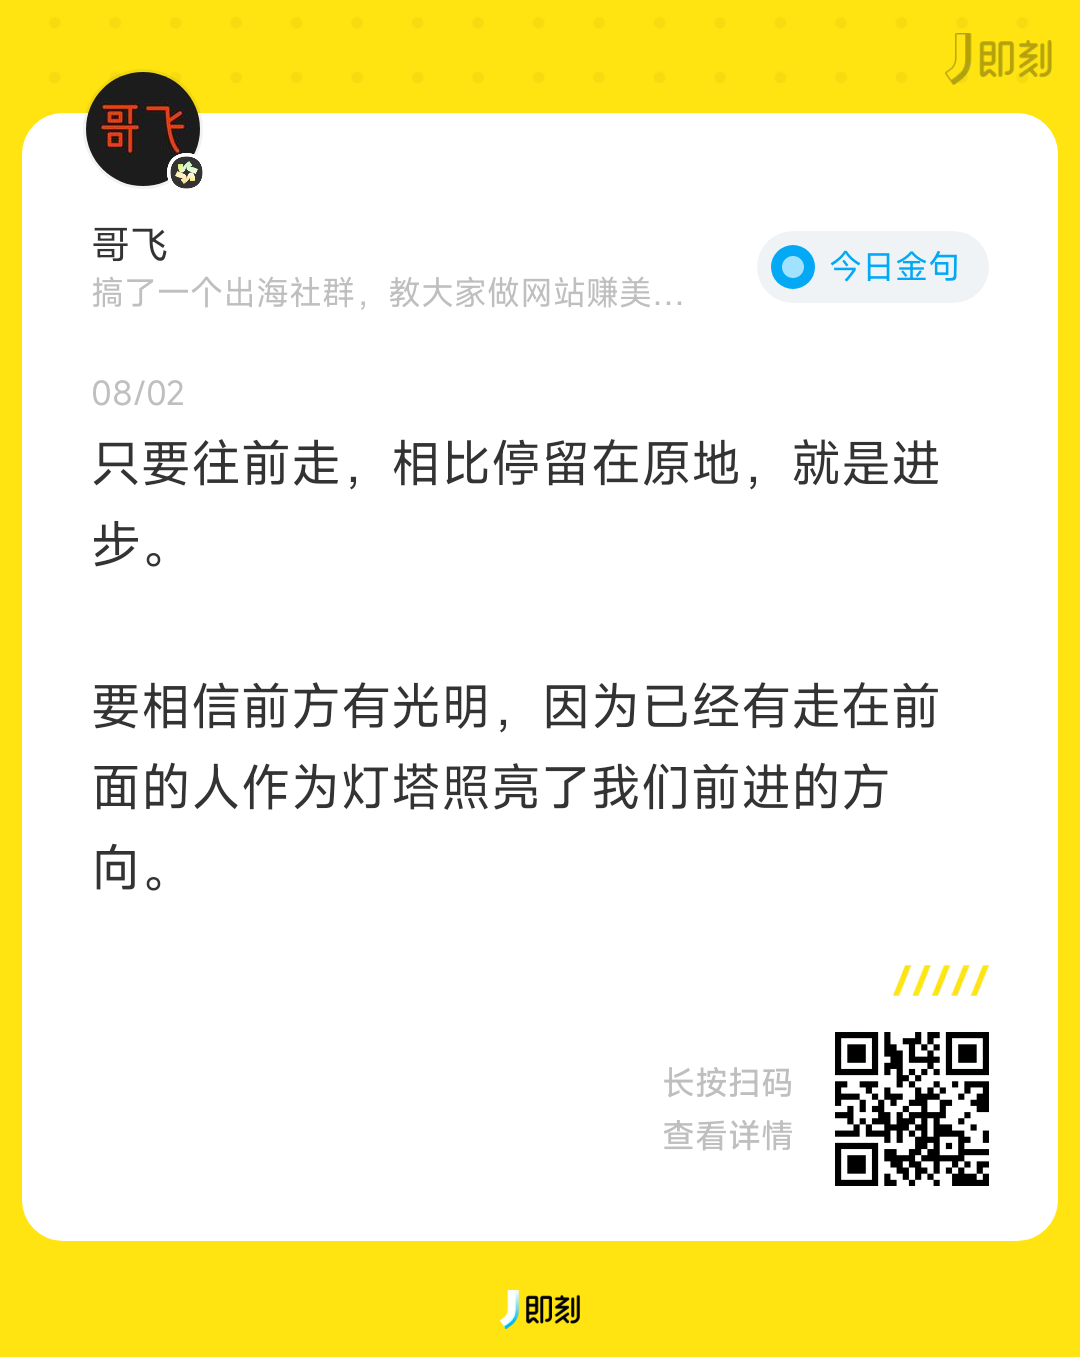 即刻
哥飞
哥飞
搞了一个出海社群，教大家做网站赚美...
今日金句
08/02
只要往前走，相比停留在原地，就是进
步。
要相信前方有光明，因为已经有走在前
面的人作为灯塔照亮了我们前进的方
向。
长按扫码
查看详情
即刻